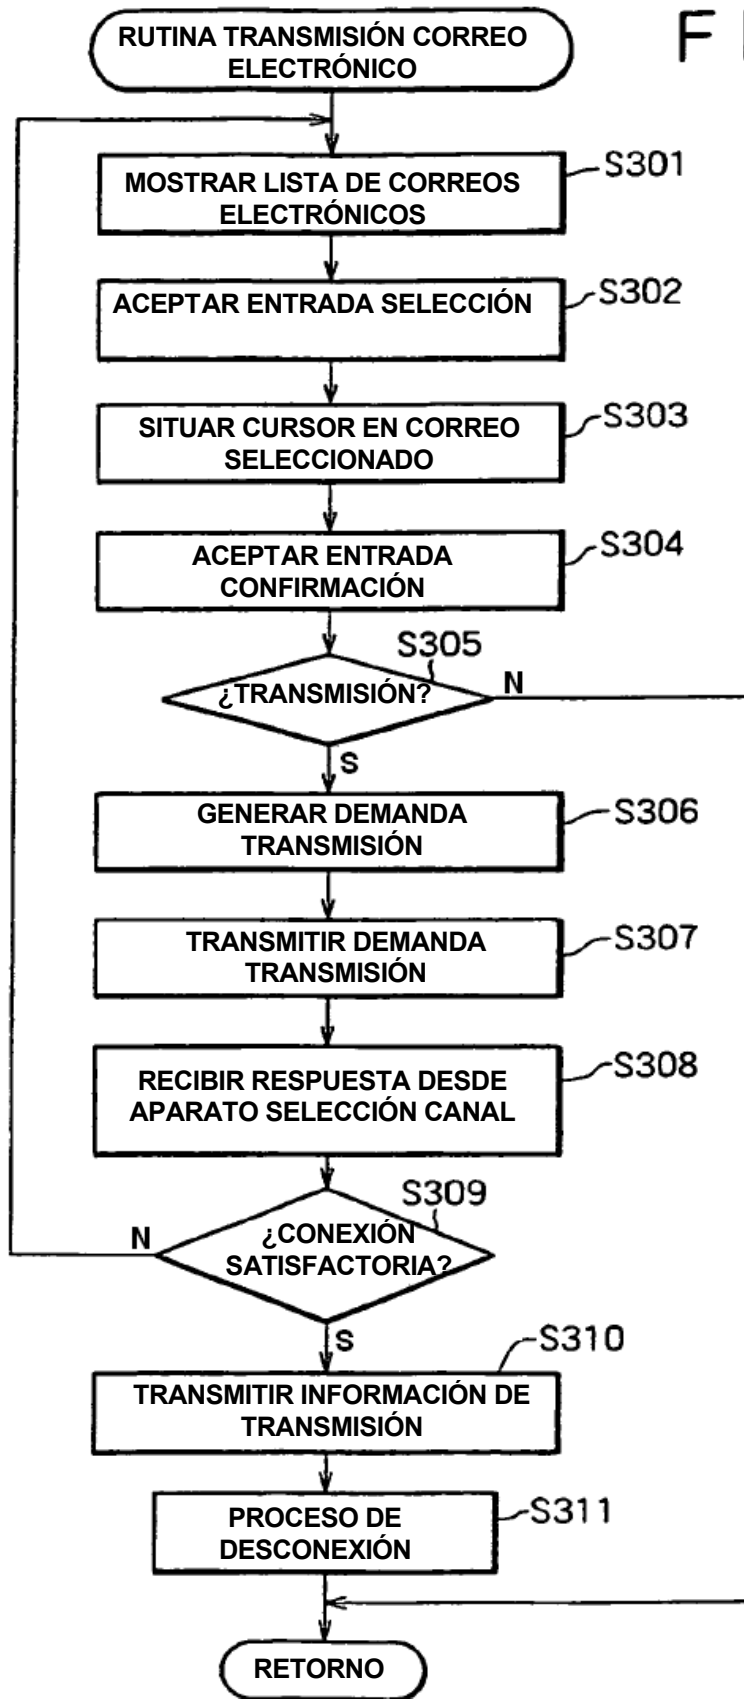 RUTINA TRANSMISIÓN CORREO
ELECTRÓNICO
F
MOSTRAR LISTA DE CORREOS
ELECTRÓNICOS
S301
ACEPTAR ENTRADA SELECCIÓN
S302
SITUAR CURSOR EN CORREO
SELECCIONADO
S303
ACEPTAR ENTRADA
CONFIRMACIÓN
S304
S305
¿TRANSMISIÓN?
N
S
GENERAR DEMANDA
TRANSMISIÓN
S306
TRANSMITIR DEMANDA
TRANSMISIÓN
S307
RECIBIR RESPUESTA DESDE
APARATO SELECCIÓN CANAL
S308
S309
N
¿CONEXIÓN
SATISFACTORIA?
S
S310
TRANSMITIR INFORMACIÓN DE
TRANSMISIÓN
PROCESO DE
DESCONEXIÓN
S311
RETORNO